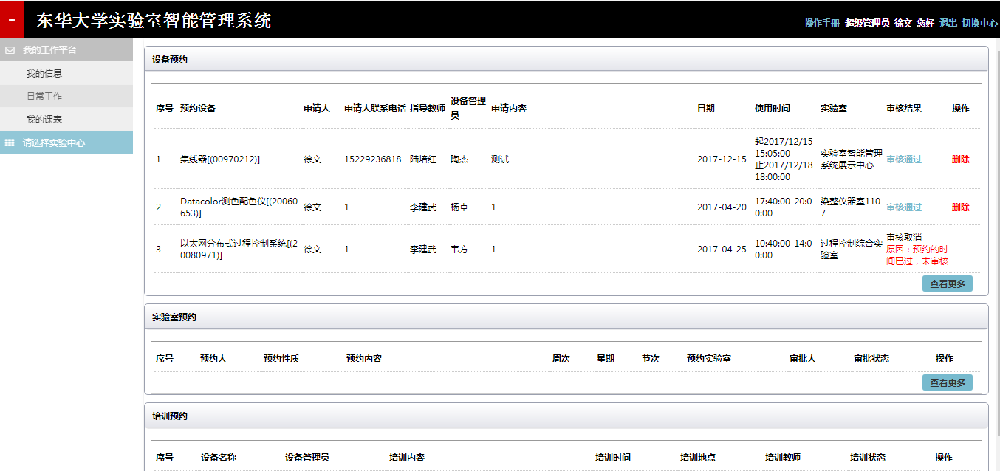 东华大学实验室智能管理系统
操作手册 超级管理员 徐文 您好 退出 切换中心
我的工作平台
我的信息
日常工作
我的课表
请选择实验中心
设备预约
序号 预约设备 申请人 申请人联系电话 指导教师 设备管理员 申请内容 日期 使用时间 实验室 审核结果 操作
1 集线器[(00970212)] 徐文 15229236818 陆培红 陶杰 测试 2017-12-15 起2017/12/15 15:05:00 止2017/12/18 18:00:00 实验室智能管理系统展示中心 审核通过 删除
2 Datacolor测色配色仪[(20060653)] 徐文 1 李建武 杨卓 1 2017-04-20 17:40:00-20:00:00 染整仪器室1107 审核通过 删除
3 以太网分布式过程控制系统[(20080971)] 徐文 1 李建武 韦方 1 2017-04-25 10:40:00-14:00:00 过程控制综合实验室 审核取消 原因：预约的时间已过，未审核
查看更多
实验室预约
序号 预约人 预约性质 预约内容 周次 星期 节次 预约实验室 审批人 审批状态 操作
查看更多
培训预约
序号 设备名称 设备管理员 培训内容 培训时间 培训地点 培训教师 培训状态 操作